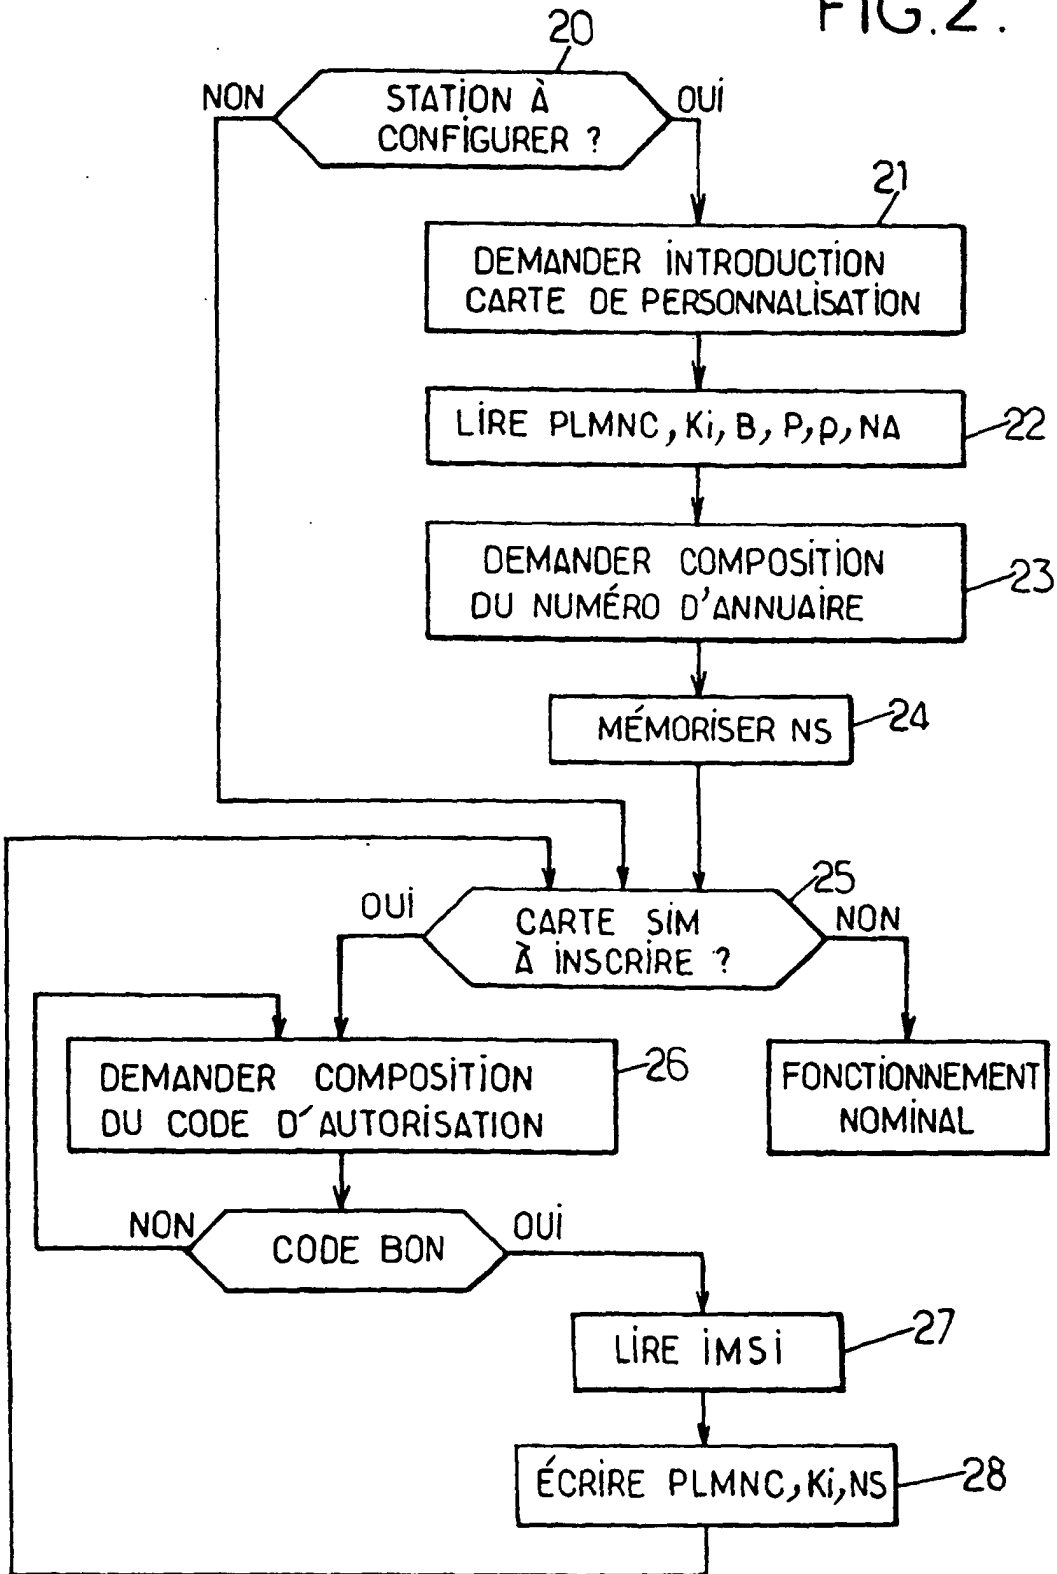 FIG.2.
20
NON
STATION À
CONFIGURER ?
OUI
21
DEMANDER INTRODUCTION
CARTE DE PERSONNALISATION
LIRE PLMNC, Ki, B, P, p, NA
22
DEMANDER COMPOSITION
DU NUMÉRO D'ANNUAIRE
23
MÉMORISER NS
24
25
OUI
CARTE SIM
À INSCRIRE ?
NON
DEMANDER COMPOSITION
DU CODE D'AUTORISATION
26
FONCTIONNEMENT
NOMINAL
NON
CODE BON
OUI
LIRE IMSI
27
ÉCRIRE PLMNC, Ki, NS
28